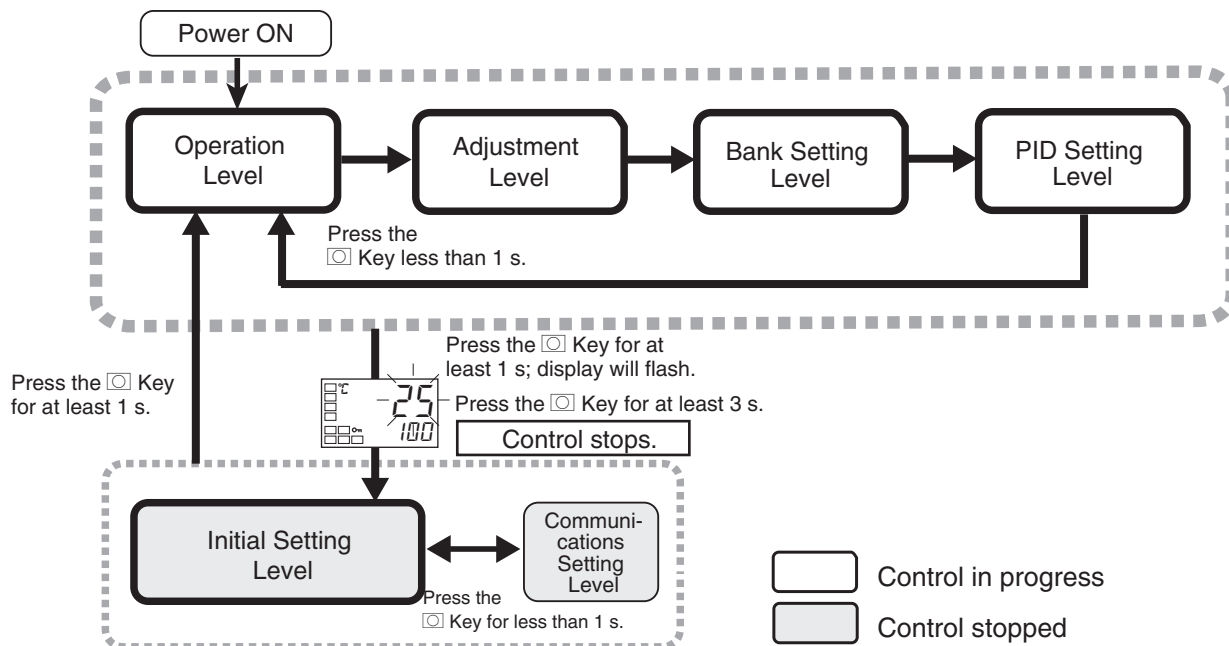 Power ON
Operation
Level
Adjustment
Level
Bank Setting
Level
PID Setting
Level
Press the
Key less than 1 s.
Press the Key for at
least 1 s; display will flash.
Press the Key
for at least 1 s.
℃
25
100
Press the Key for at least 3 s.
Control stops.
Initial Setting
Level
Communi-
cations
Setting
Level
Press the
Key for less than 1 s.
Control in progress
Control stopped